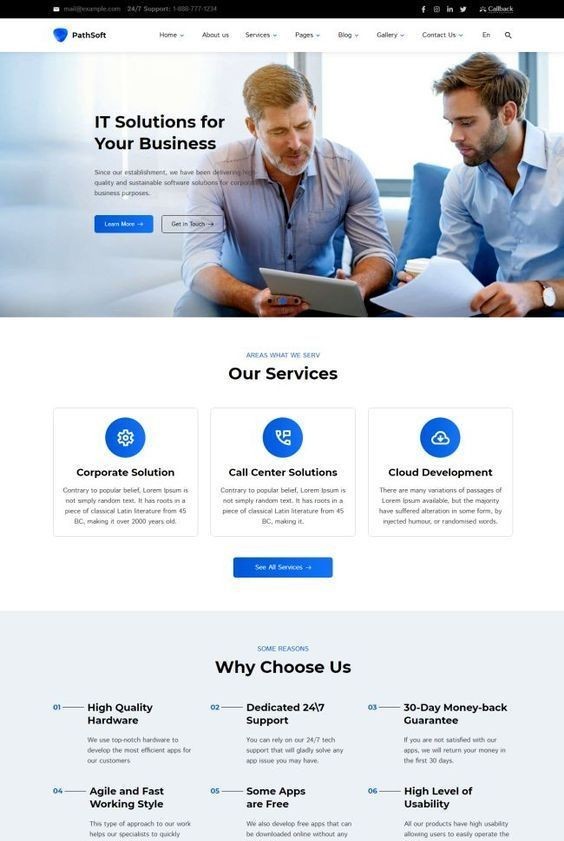 mail@example.com 24/7 Support: 1-888-777-1234 Callback
PathSoft Home About us Services Pages Blog Gallery Contact Us En
IT Solutions for
Your Business
Since our establishment, we have been delivering high-
quality and sustainable software solutions for corporate
business purposes.
Learn More → Get in Touch →
AREAS WHAT WE SERV
Our Services
Corporate Solution
Contrary to popular belief, Lorem Ipsum is
not simply random text. It has roots in a
piece of classical Latin literature from 45
BC, making it over 2000 years old.
Call Center Solutions
Contrary to popular belief, Lorem Ipsum is
not simply random text. It has roots in a
piece of classical Latin literature from 45
BC, making it.
Cloud Development
There are many variations of passages of
Lorem Ipsum available, but the majority
have suffered alteration in some form, by
injected humour, or randomised words.
See All Services →
SOME REASONS
Why Choose Us
01 High Quality
Hardware
We use top-notch hardware to
develop the most efficient apps for
our customers
02 Dedicated 24\7
Support
You can rely on our 24/7 tech
support that will gladly solve any
app issue you may have.
03 30-Day Money-back
Guarantee
If you are not satisfied with our
apps, we will return your money in
the first 30 days.
04 Agile and Fast
Working Style
This type of approach to our work
helps our specialists to quickly
05 Some Apps
are Free
We also develop free apps that can
be downloaded online without any
06 High Level of
Usability
All our products have high usability
allowing users to easily operate the